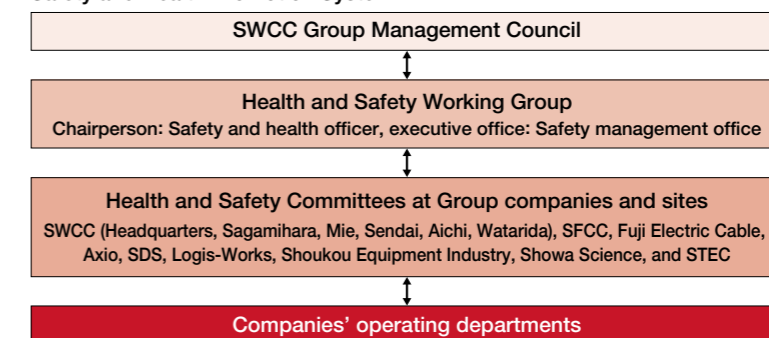 SWCC Group Management Council
Health and Safety Working Group
Chairperson: Safety and health officer, executive office: Safety management office
Health and Safety Committees at Group companies and sites
SWCC (Headquarters, Sagamihara, Mie, Sendai, Aichi, Watarida), SFCC, Fuji Electric Cable,
Axio, SDS, Logis-Works, Shoukou Equipment Industry, Showa Science, and STEC
Companies' operating departments